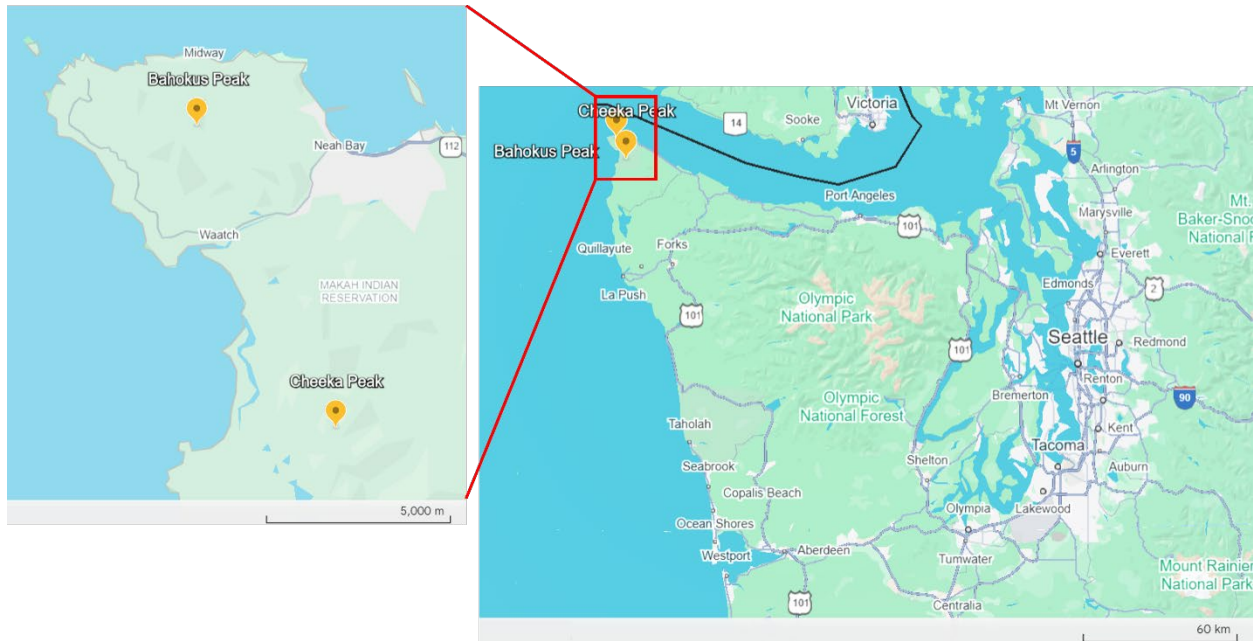 Midway
Bahokus Peak
Neah Bay
112
Waatch
MAKAH INDIAN
RESERVATION
Cheeka Peak
5,000 m
Cheeka Peak
Bahokus Peak
14
Sooke
Victoria
Mt Vernon
5
Arlington
Port Angeles
101
Marysville
Mt.
Baker-Snoq
National F
Everett
Quillayute
Forks
La Push
101
Olympic
National Park
Edmonds
2
Seattle
Redmond
101
Renton
Bremerton
90
Olympic
National Forest
Kent
Taholah
Tacoma
Auburn
Seabrook
Shelton
Copalis Beach
Olympia
Lakewood
Ocean Shores
Westport
Aberdeen
Tumwater
Mount Rainier
National Park
101
Centralia
60 km